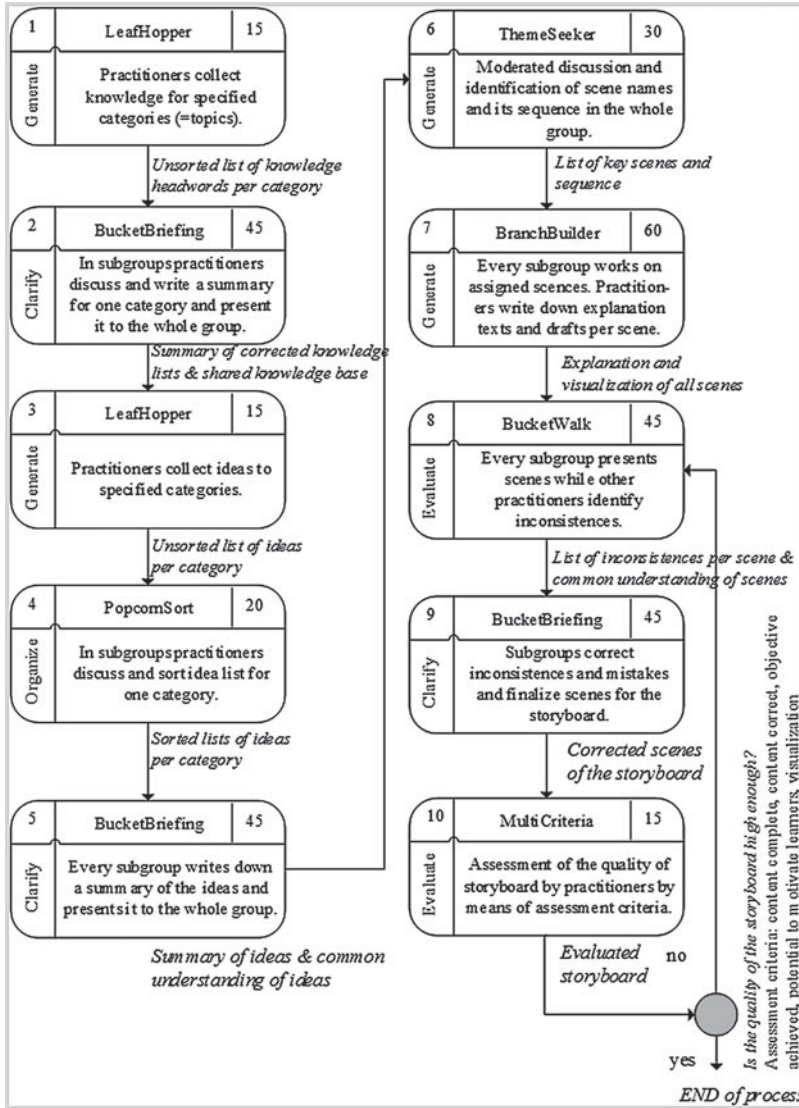 1 LeafHopper 15
Generate
Practitioners collect
knowledge for specified
categories (=topics).
Unsorted list of knowledge
headwords per category
2 BucketBriefing 45
Clarify
In subgroups practitioners
discuss and write a summary
for one category and present
it to the whole group.
Summary of corrected knowledge
lists & shared knowledge base
3 LeafHopper 15
Generate
Practitioners collect ideas to
specified categories.
Unsorted list of ideas
per category
4 PopcornSort 20
Organize
In subgroups practitioners
discuss and sort idea list for
one category.
Sorted lists of ideas
per category
5 BucketBriefing 45
Clarify
Every subgroup writes down
a summary of the ideas and
presents it to the whole group.
Summary of ideas & common
understanding of ideas
6 ThemeSeeker 30
Generate
Moderated discussion and
identification of scene names
and its sequence in the whole
group.
List of key scenes and
sequence
7 BranchBuilder 60
Generate
Every subgroup works on
assigned scences. Practition-
ers write down explanation
texts and drafts per scene.
Explanation and
visualization of all scenes
8 BucketWalk 45
Evaluate
Every subgroup presents
scenes while other
practitioners identify
inconsistences.
List of inconsistences per scene &
common understanding of scenes
9 BucketBriefing 45
Clarify
Subgroups correct
inconsistences and mistakes
and finalize scenes for the
storyboard.
Corrected scenes
of the storyboard
10 MultiCriteria 15
Evaluate
Assessment of the quality of
storyboard by practitioners by
means of assessment criteria.
Evaluated
storyboard
no
Is the quality of the storyboard high enough?
Assessment criteria: content complete, content correct, objective
achieved, potential to motivate learners, visualization
yes
END of process